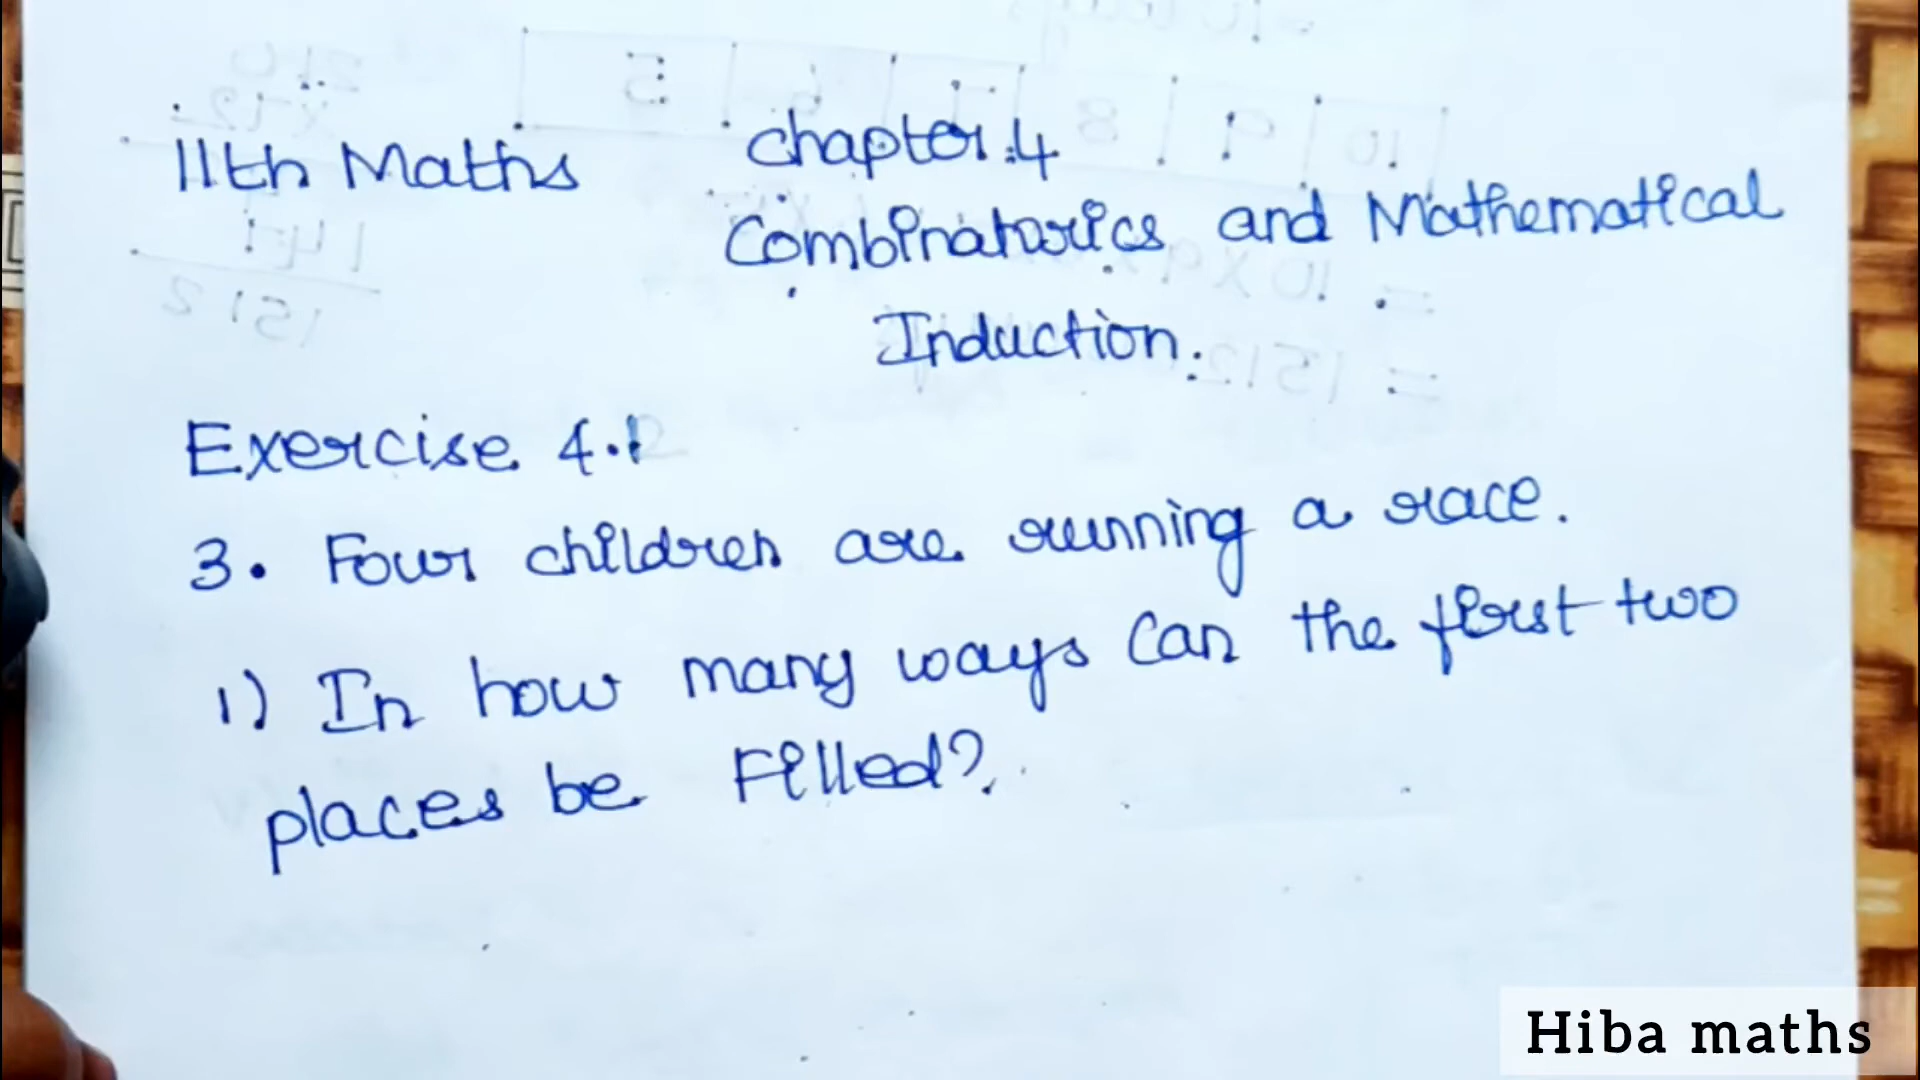 11th Maths
Chapter:4
Combinatorics and Mathematical
Induction.
Exercise 4.1
3. Four children are running a race.
1) In how many ways can the first two
places be Filled?
Hiba maths